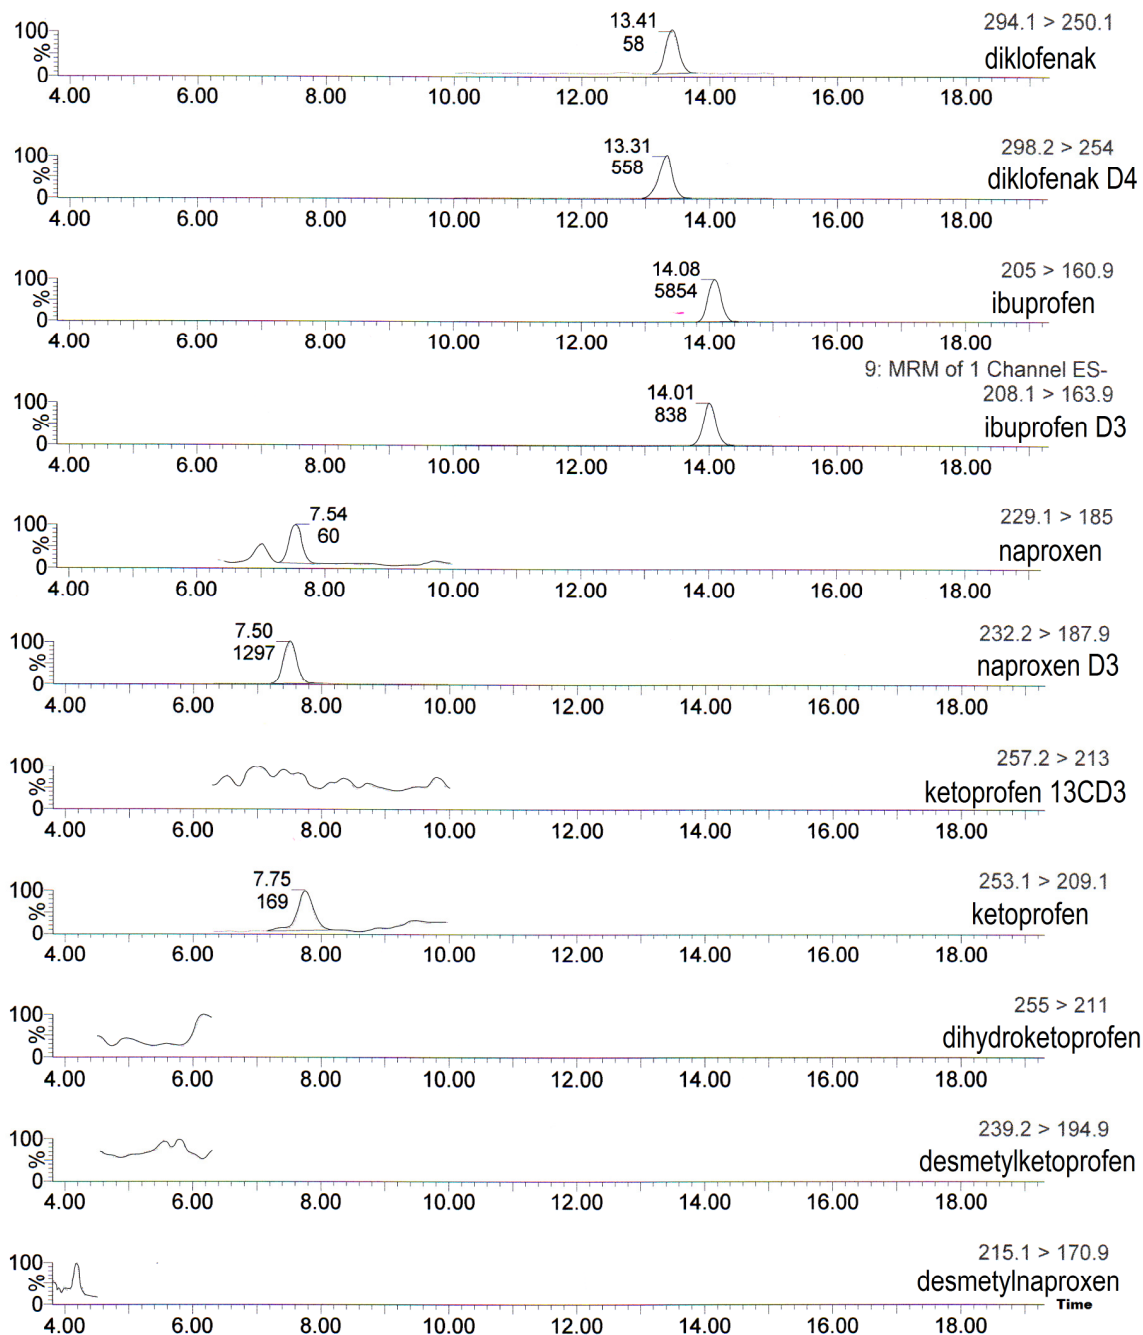 294.1 > 250.1
diklofenak
13.41
58
100
%
0
4.00 6.00 8.00 10.00 12.00 14.00 16.00 18.00
298.2 > 254
diklofenak D4
13.31
558
100
%
0
4.00 6.00 8.00 10.00 12.00 14.00 16.00 18.00
205 > 160.9
ibuprofen
14.08
5854
100
%
0
4.00 6.00 8.00 10.00 12.00 14.00 16.00 18.00
9: MRM of 1 Channel ES-
208.1 > 163.9
ibuprofen D3
14.01
838
100
%
0
4.00 6.00 8.00 10.00 12.00 14.00 16.00 18.00
229.1 > 185
naproxen
7.54
60
100
%
0
4.00 6.00 8.00 10.00 12.00 14.00 16.00 18.00
232.2 > 187.9
naproxen D3
7.50
1297
100
%
0
4.00 6.00 8.00 10.00 12.00 14.00 16.00 18.00
257.2 > 213
ketoprofen 13CD3
100
%
0
4.00 6.00 8.00 10.00 12.00 14.00 16.00 18.00
253.1 > 209.1
ketoprofen
7.75
169
100
%
0
4.00 6.00 8.00 10.00 12.00 14.00 16.00 18.00
255 > 211
dihydroketoprofen
100
%
0
4.00 6.00 8.00 10.00 12.00 14.00 16.00 18.00
239.2 > 194.9
desmetylketoprofen
100
%
0
4.00 6.00 8.00 10.00 12.00 14.00 16.00 18.00
215.1 > 170.9
desmetylnaproxen
100
%
0
Time
4.00 6.00 8.00 10.00 12.00 14.00 16.00 18.00